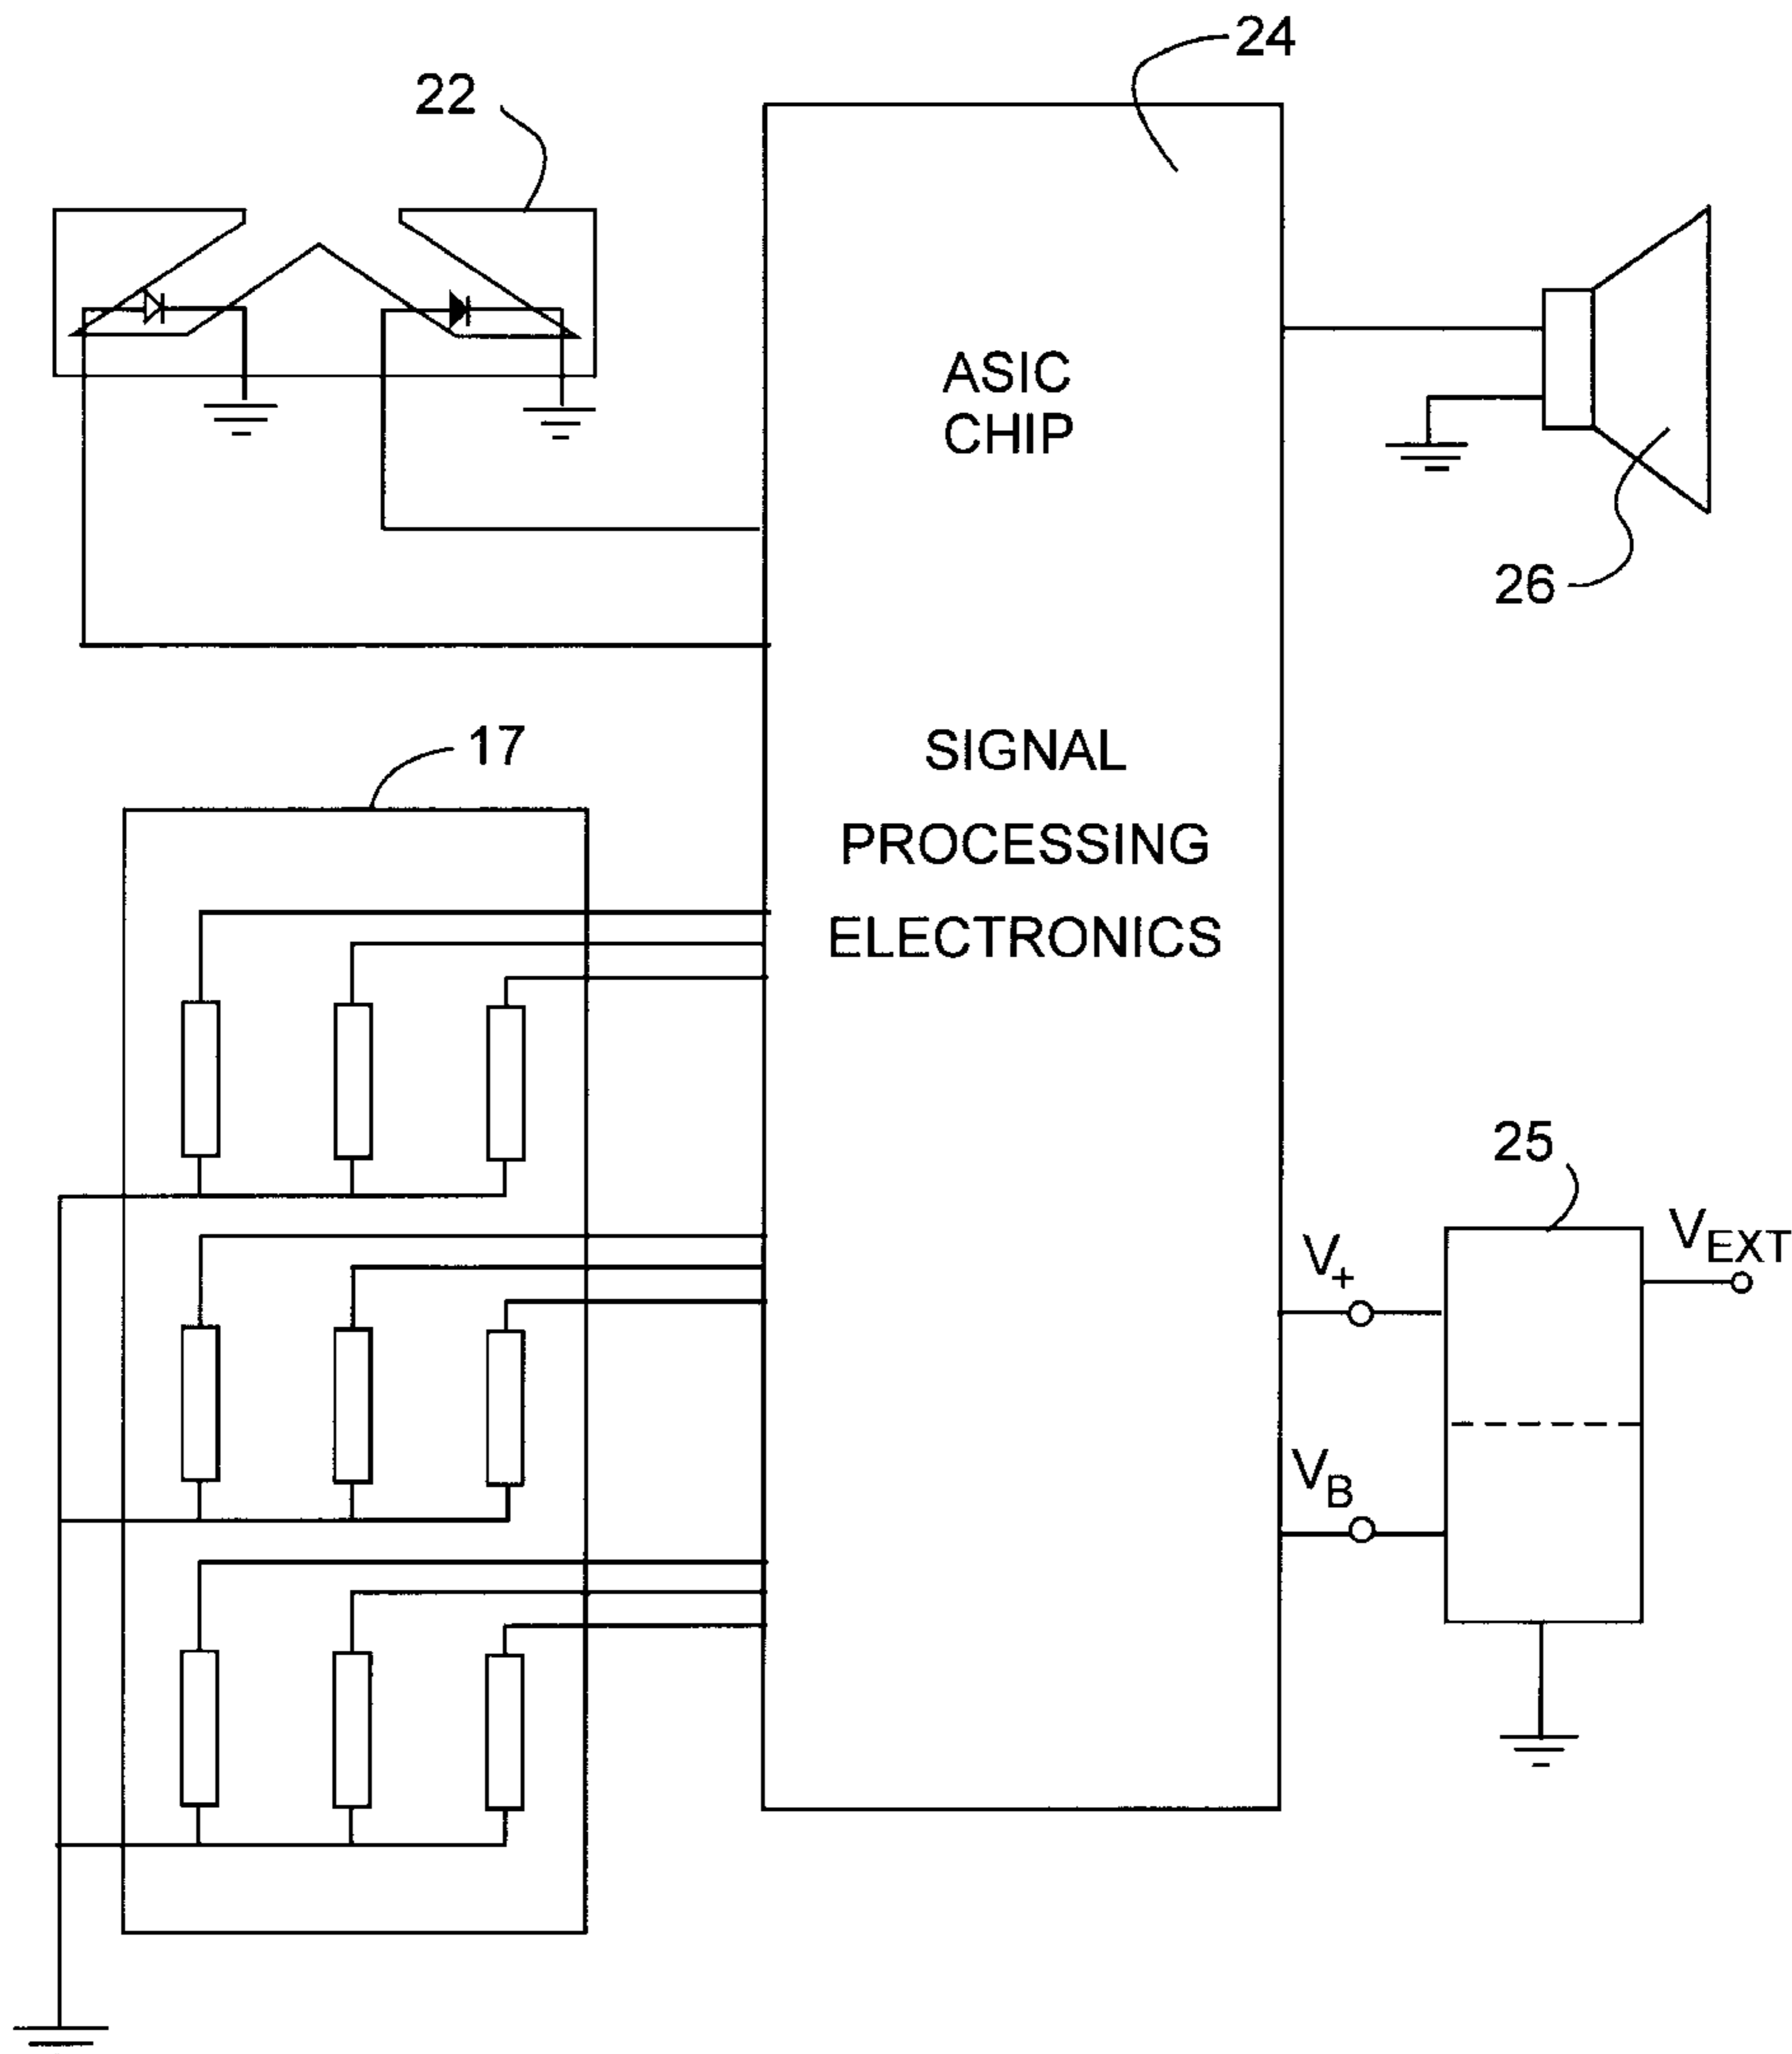 24
22
ASIC
CHIP
26
17
SIGNAL
PROCESSING
ELECTRONICS
25
V+
VEXT
VB